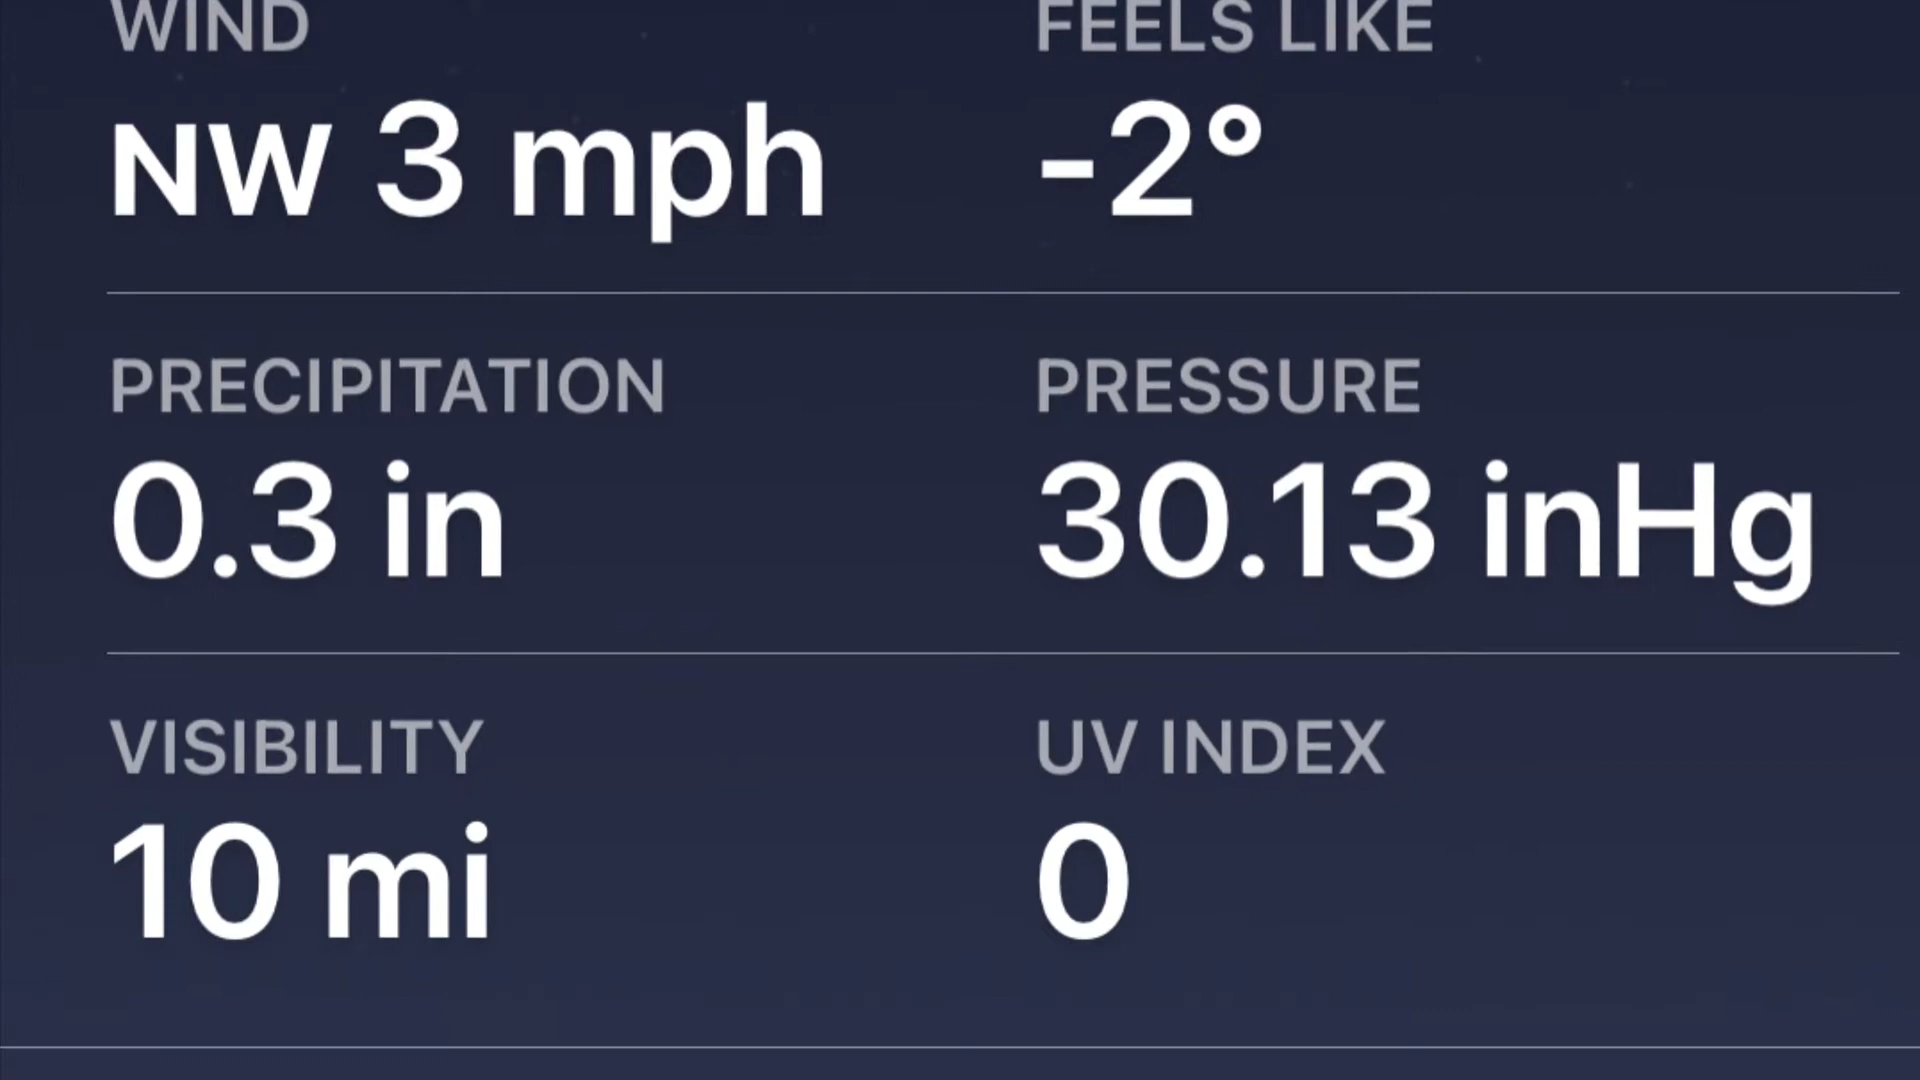 WIND FEELS LIKE
NW 3 mph -2°
PRECIPITATION PRESSURE
0.3 in 30.13 inHg
VISIBILITY UV INDEX
10 mi 0